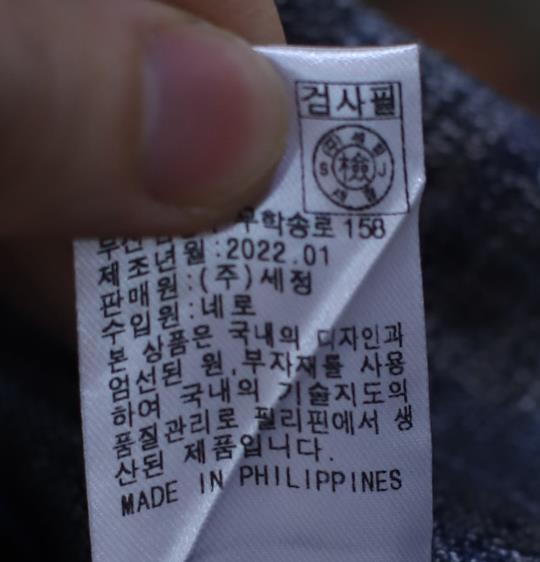 검사필
檢
S J
세정
우학송로 158
제조년월:2022.01
판매원:(주)세정
수입원:네로
본 상품은 국내의 디자인과
엄선된 원,부자재를 사용
하여 국내의 기술지도의
품질관리로 필리핀에서 생
산된 제품입니다.
MADE IN PHILIPPINES